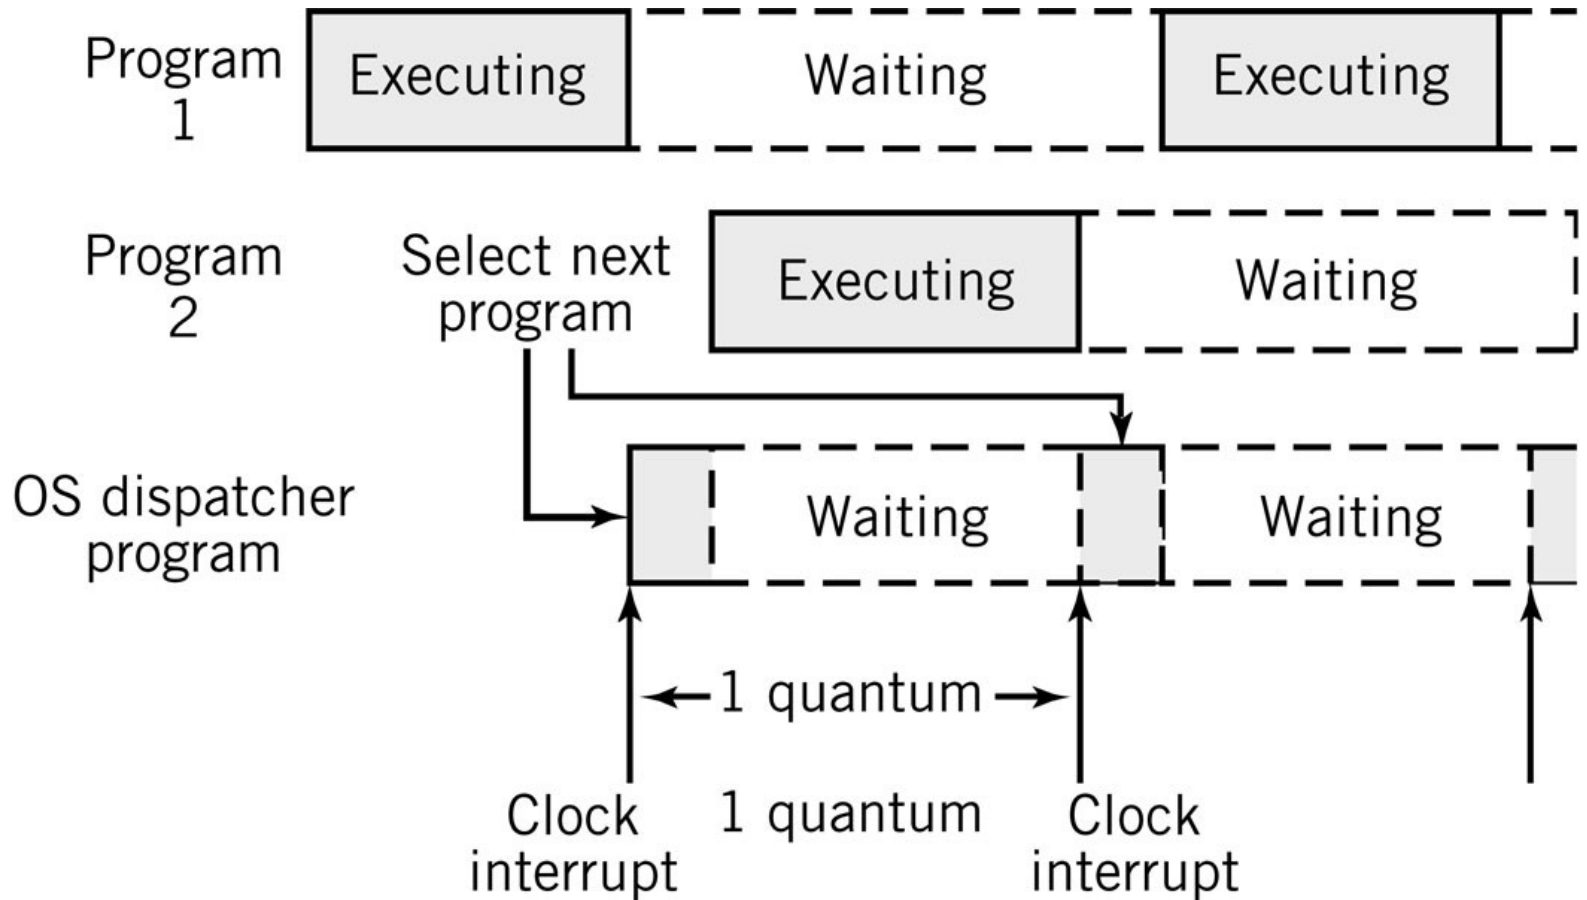 Program
1
Executing
Waiting
Executing
Program
2
Select next
program
Executing
Waiting
OS dispatcher
program
Waiting
Waiting
1 quantum
Clock
interrupt
1 quantum
Clock
interrupt